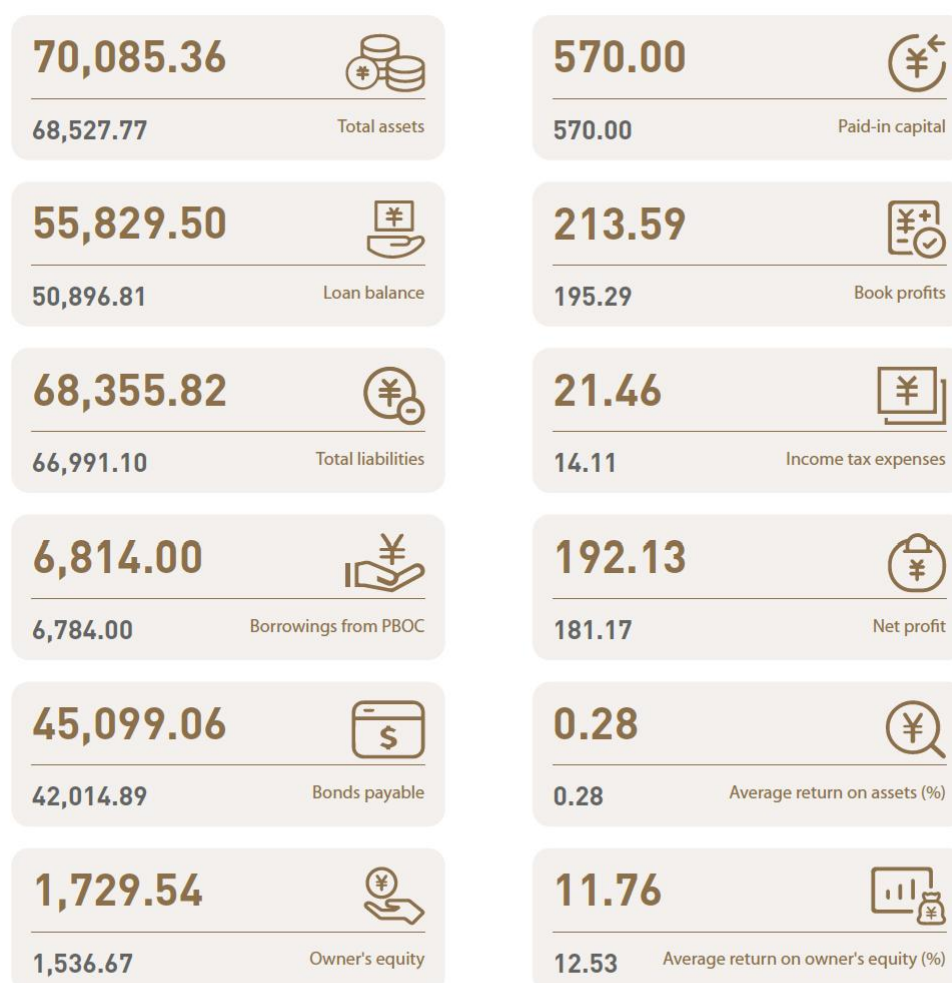 70,085.36
68,527.77 Total assets
55,829.50
50,896.81 Loan balance
68,355.82
66,991.10 Total liabilities
6,814.00
6,784.00 Borrowings from PBOC
45,099.06
42,014.89 Bonds payable
1,729.54
1,536.67 Owner's equity
570.00
570.00 Paid-in capital
213.59
195.29 Book profits
21.46
14.11 Income tax expenses
192.13
181.17 Net profit
0.28
0.28 Average return on assets (%)
11.76
12.53 Average return on owner's equity (%)